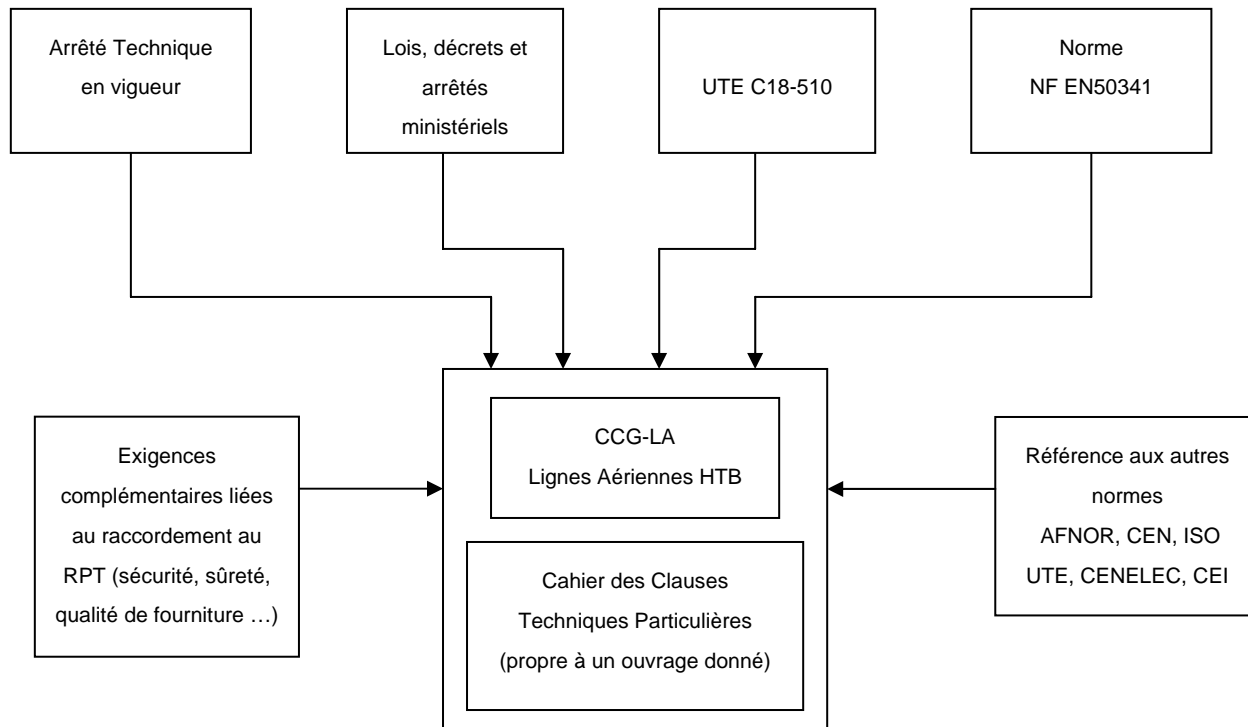 Arrêté Technique
en vigueur
Lois, décrets et
arrêtés
ministériels
UTE C18-510
Norme
NF EN50341
Exigences
complémentaires liées
au raccordement au
RPT (sécurité, sûreté,
qualité de fourniture …)
CCG-LA
Lignes Aériennes HTB
Cahier des Clauses
Techniques Particulières
(propre à un ouvrage donné)
Référence aux autres
normes
AFNOR, CEN, ISO
UTE, CENELEC, CEI